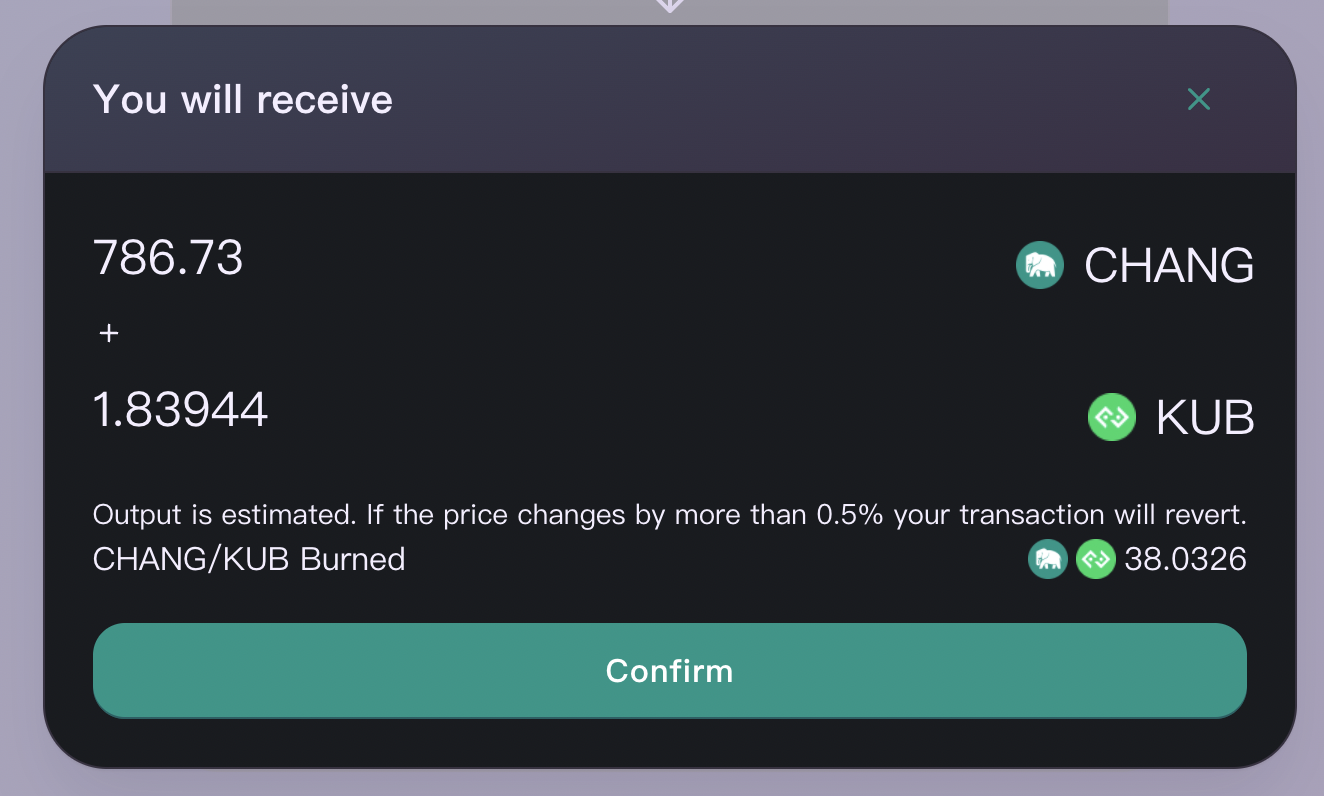 You will receive
786.73 CHANG
+
1.83944 KUB
Output is estimated. If the price changes by more than 0.5% your transaction will revert.
CHANG/KUB Burned 38.0326
Confirm